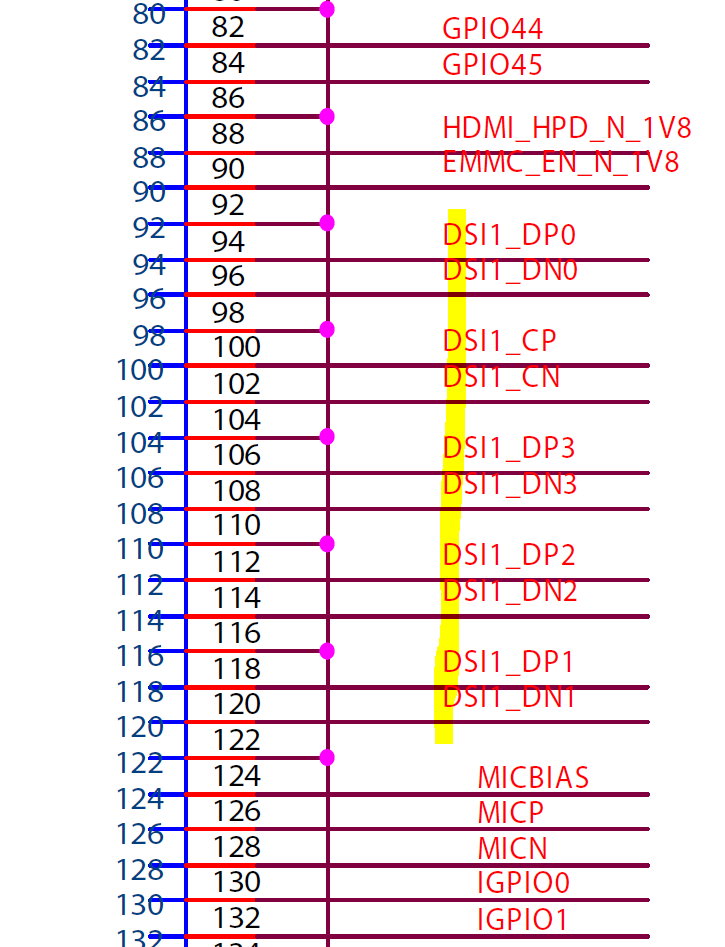 80
82 GPIO44
82
84 GPIO45
84
86
86
88 HDMI_HPD_N_1V8
88
90 EMMC_EN_N_1V8
90
92
92
94 DSI1_DP0
94
96 DSI1_DN0
96
98
98
100 DSI1_CP
100
102 DSI1_CN
102
104
104
106 DSI1_DP3
106
108 DSI1_DN3
108
110
110
112 DSI1_DP2
112
114 DSI1_DN2
114
116
116
118 DSI1_DP1
118
120 DSI1_DN1
120
122
122
124 MICBIAS
124
126 MICP
126
128 MICN
128
130 IGPIO0
130
132 IGPIO1
132